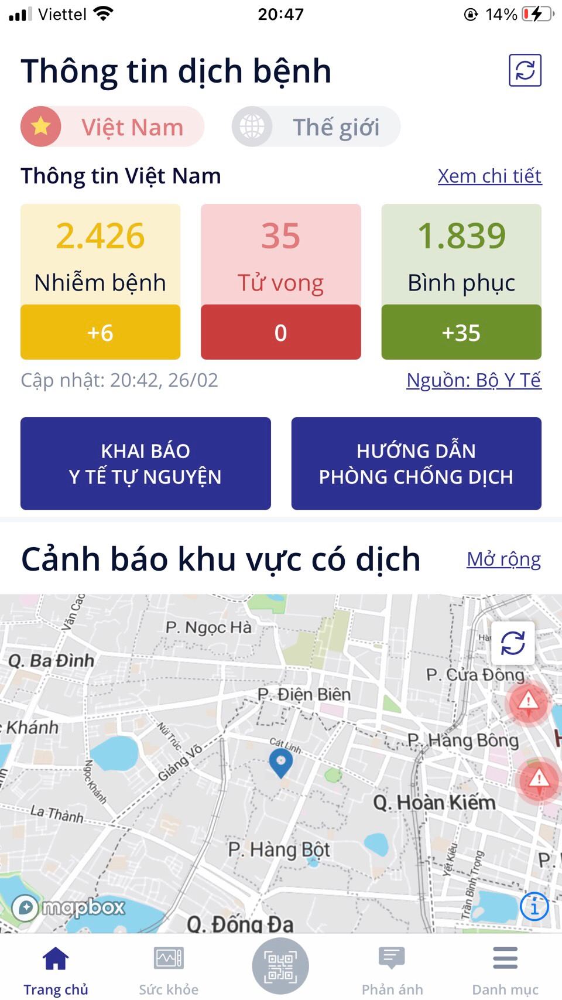 Viettel 20:47 14%
Thông tin dịch bệnh
Việt Nam Thế giới
Thông tin Việt Nam Xem chi tiết
2.426 35 1.839
Nhiễm bệnh Tử vong Bình phục
+6 0 +35
Cập nhật: 20:42, 26/02 Nguồn: Bộ Y Tế
KHAI BÁO
Y TẾ TỰ NGUYỆN
HƯỚNG DẪN
PHÒNG CHỐNG DỊCH
Cảnh báo khu vực có dịch Mở rộng
Văn Cao
P. Ngọc Hà
Q. Ba Đình
P. Cửa Đông
P. Điện Biên
Khánh
Núi Trúc
Cát Linh
P. Hàng Bông
Giảng Võ
Ngọc Khánh
Q. Hoàn Kiếm
La Thành
P. Hàng Bột
Yết Kiêu
P.
Trần Bình Trọng
mapbox
Q. Đống Đa
Trang chủ Sức khỏe Phản ánh Danh mục